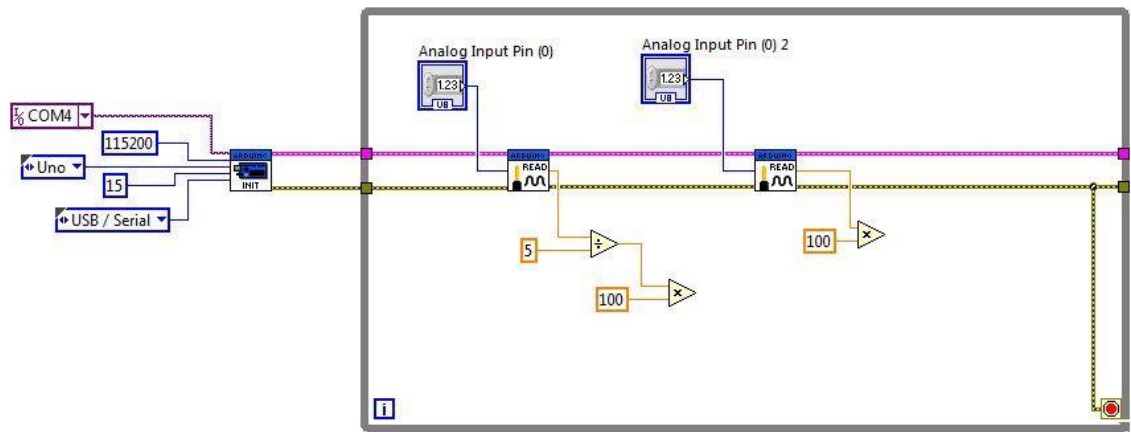 Analog Input Pin (0)
Analog Input Pin (0) 2
1.23
U8
1.23
U8
I/O COM4
115200
Uno
15
USB / Serial
ARDUINO
INIT
ARDUINO
READ
ARDUINO
READ
5
÷
100
×
100
×
i